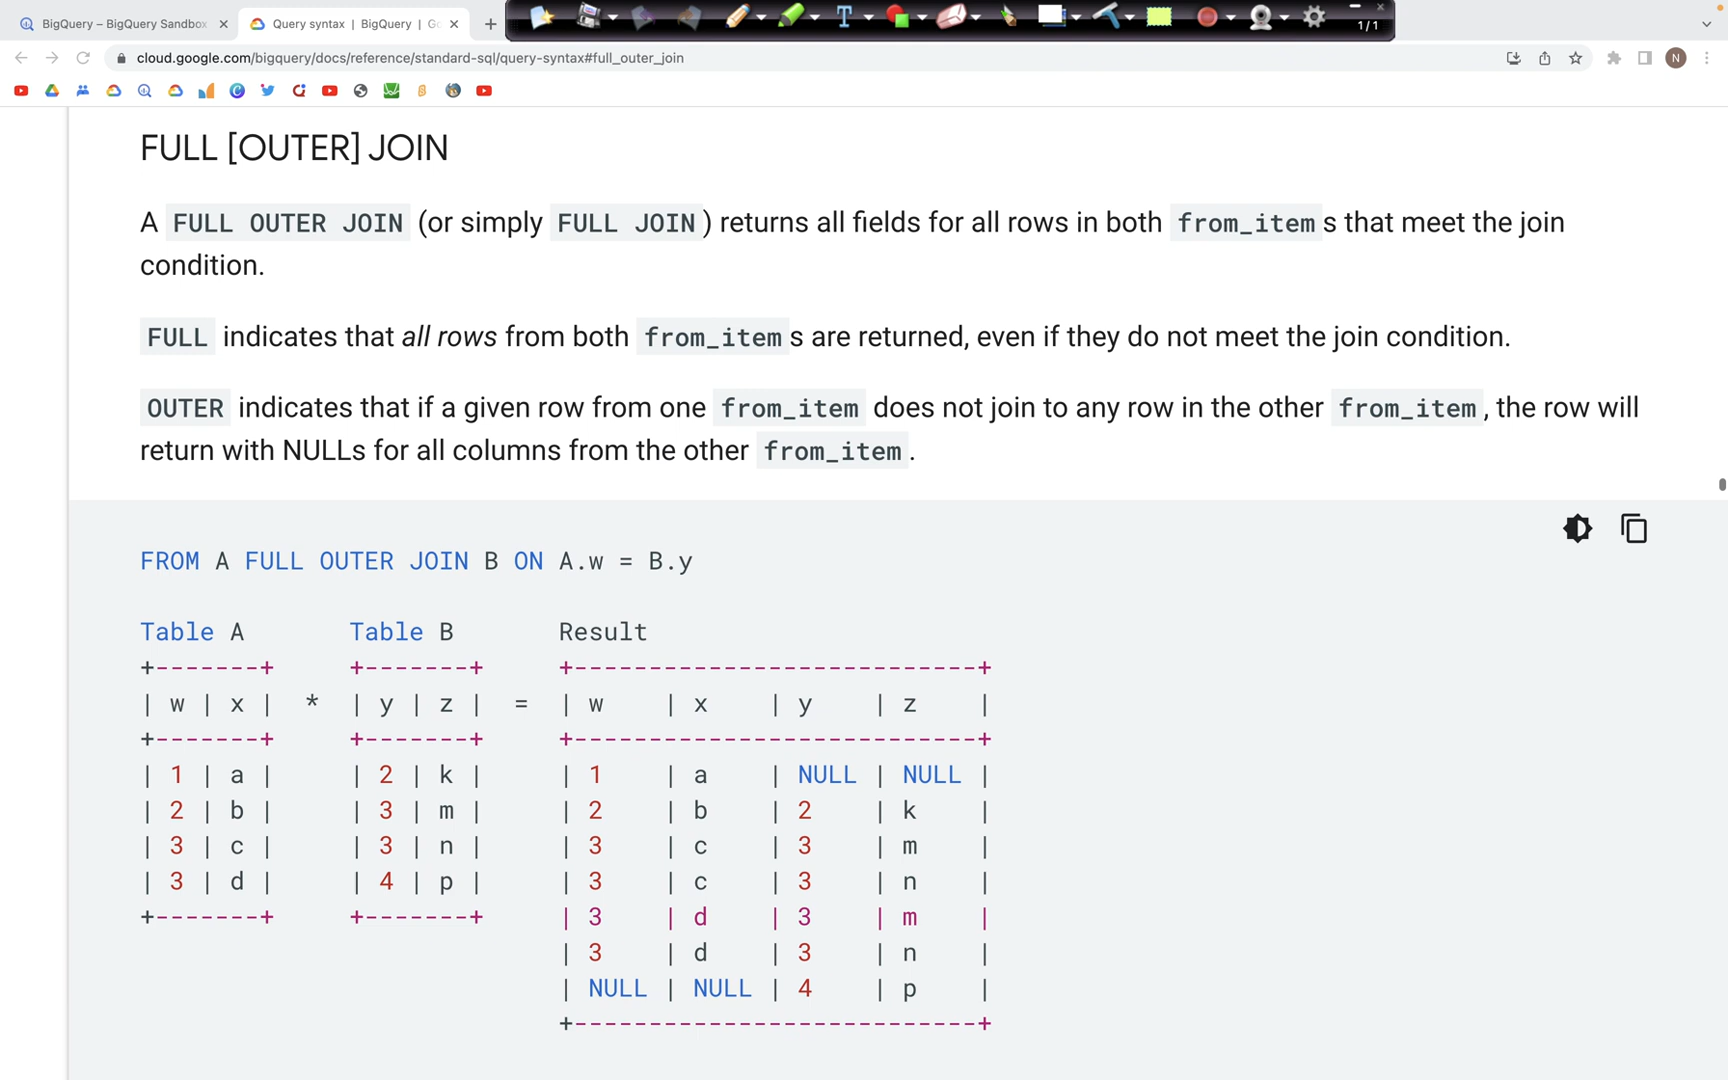 BigQuery – BigQuery Sandbox
Query syntax | BigQuery | Go
T
1/1
cloud.google.com/bigquery/docs/reference/standard-sql/query-syntax#full_outer_join
N
FULL [OUTER] JOIN
A FULL OUTER JOIN (or simply FULL JOIN) returns all fields for all rows in both from_items that meet the join
condition.
FULL indicates that all rows from both from_items are returned, even if they do not meet the join condition.
OUTER indicates that if a given row from one from_item does not join to any row in the other from_item, the row will
return with NULLs for all columns from the other from_item.
FROM A FULL OUTER JOIN B ON A.w = B.y
Table A       Table B       Result
+-------+     +-------+     +---------------------------+
| w | x |  *  | y | z |  =  | w    | x    | y    | z    |
+-------+     +-------+     +---------------------------+
| 1 | a |     | 2 | k |     | 1    | a    | NULL | NULL |
| 2 | b |     | 3 | m |     | 2    | b    | 2    | k    |
| 3 | c |     | 3 | n |     | 3    | c    | 3    | m    |
| 3 | d |     | 4 | p |     | 3    | c    | 3    | n    |
+-------+     +-------+     | 3    | d    | 3    | m    |
                            | 3    | d    | 3    | n    |
                            | NULL | NULL | 4    | p    |
                            +---------------------------+